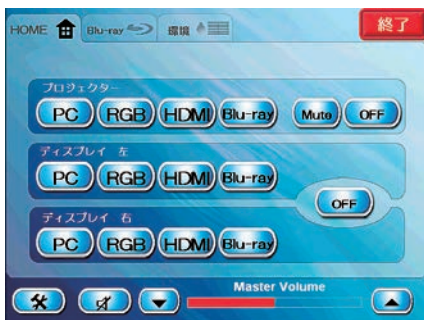 HOME Blu-ray 環境 終了
プロジェクター
PC RGB HDMI Blu-ray Mute OFF
ディスプレイ 左
PC RGB HDMI Blu-ray
OFF
ディスプレイ 右
PC RGB HDMI Blu-ray
Master Volume